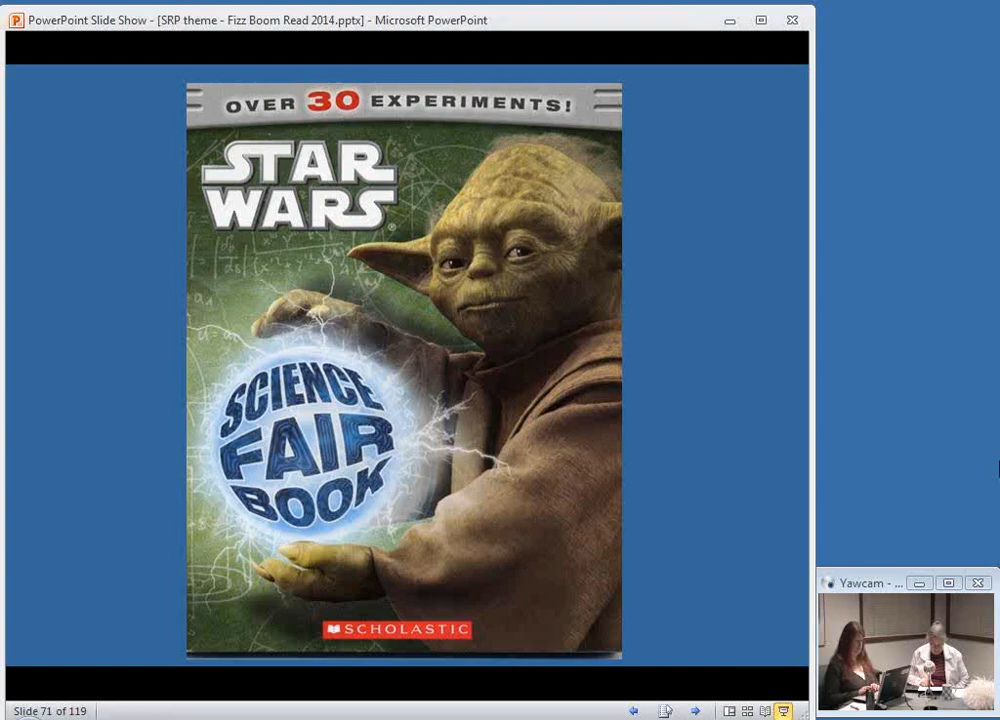 PowerPoint Slide Show - [SRP theme - Fizz Boom Read 2014.pptx] - Microsoft PowerPoint
OVER 30 EXPERIMENTS!
STAR
WARS
SCIENCE
FAIR
BOOK
SCHOLASTIC
Yawcam - ...
Slide 71 of 119